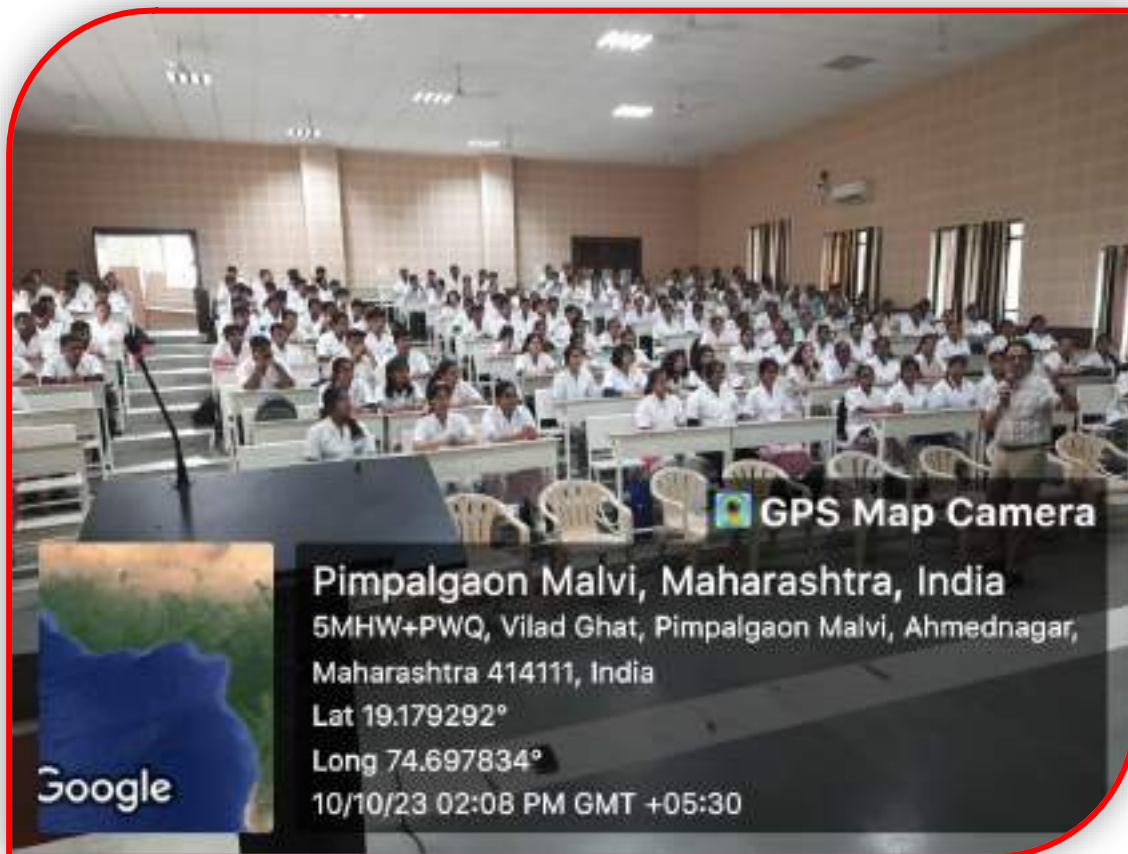 GPS Map Camera
Pimpalgaon Malvi, Maharashtra, India
5MHW+PWQ, Vilad Ghat, Pimpalgaon Malvi, Ahmednagar,
Maharashtra 414111, India
Lat 19.179292°
Long 74.697834°
10/10/23 02:08 PM GMT +05:30
Google